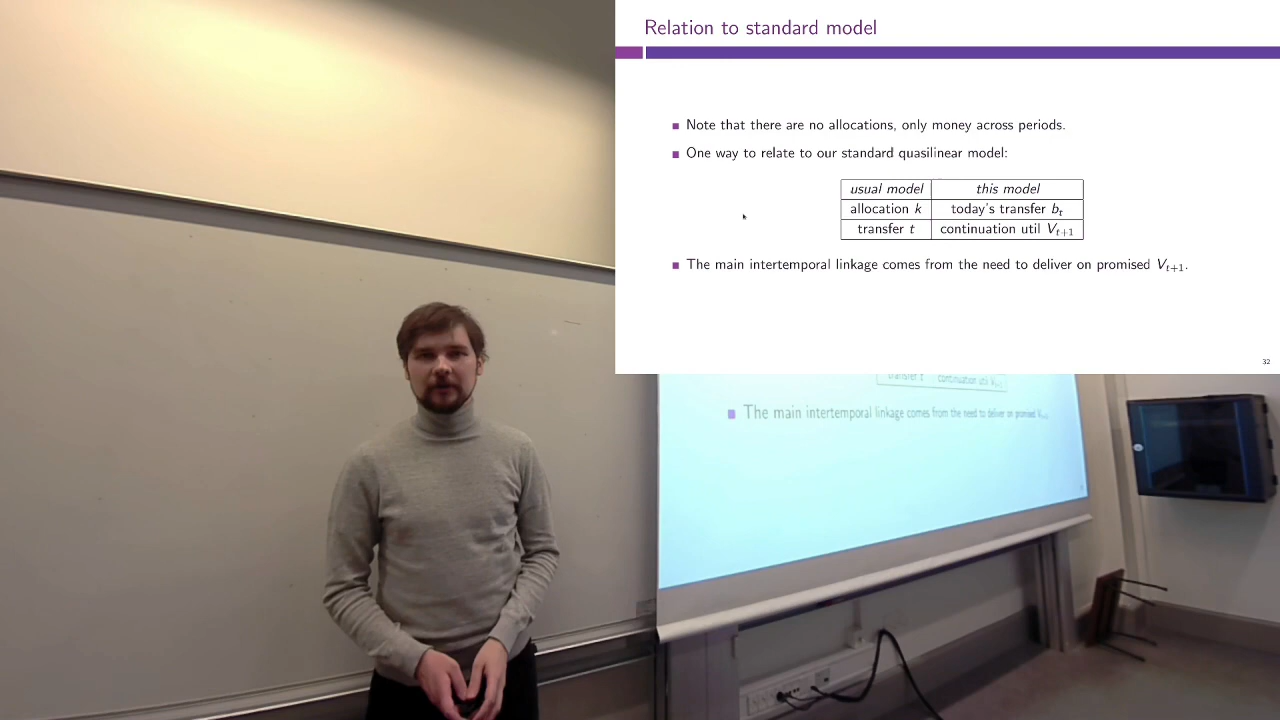 Relation to standard model
Note that there are no allocations, only money across periods.
One way to relate to our standard quasilinear model:
usual model this model
allocation k today's transfer b_t
transfer t continuation util V_{t+1}
The main intertemporal linkage comes from the need to deliver on promised V_{t+1}.
32
transfer t continuation util V
The main intertemporal linkage comes from the need to deliver on promised